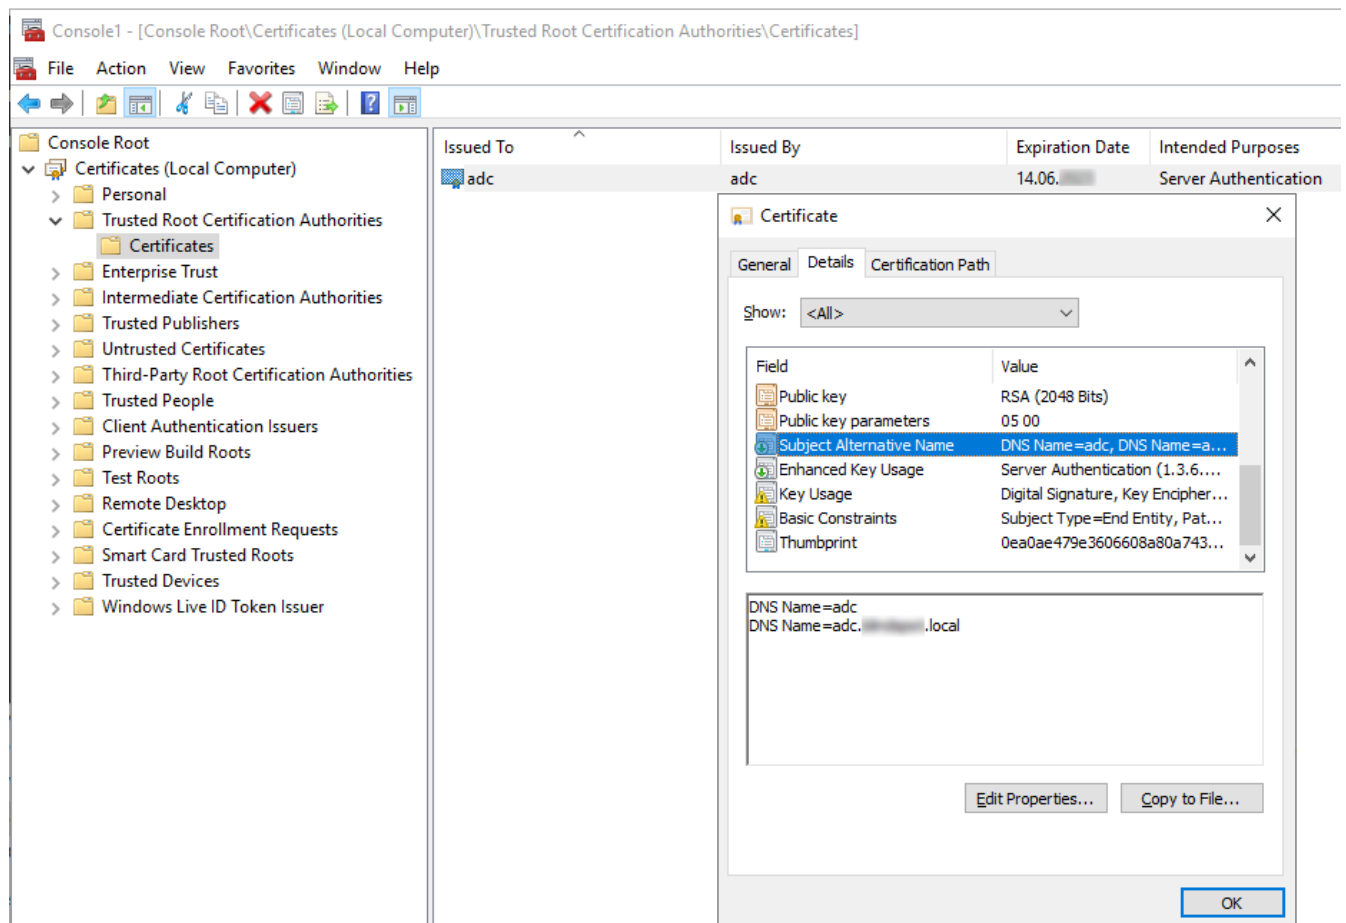 Console1 - [Console Root\Certificates (Local Computer)\Trusted Root Certification Authorities\Certificates]
File Action View Favorites Window Help
Console Root
Certificates (Local Computer)
Personal
Trusted Root Certification Authorities
Certificates
Enterprise Trust
Intermediate Certification Authorities
Trusted Publishers
Untrusted Certificates
Third-Party Root Certification Authorities
Trusted People
Client Authentication Issuers
Preview Build Roots
Test Roots
Remote Desktop
Certificate Enrollment Requests
Smart Card Trusted Roots
Trusted Devices
Windows Live ID Token Issuer
Issued To Issued By Expiration Date Intended Purposes
adc adc 14.06. Server Authentication
Certificate
General Details Certification Path
Show: <All>
Field Value
Public key RSA (2048 Bits)
Public key parameters 05 00
Subject Alternative Name DNS Name=adc, DNS Name=a...
Enhanced Key Usage Server Authentication (1.3.6....
Key Usage Digital Signature, Key Encipher...
Basic Constraints Subject Type=End Entity, Pat...
Thumbprint 0ea0ae479e3606608a80a743...
DNS Name=adc
DNS Name=adc. .local
Edit Properties... Copy to File...
OK